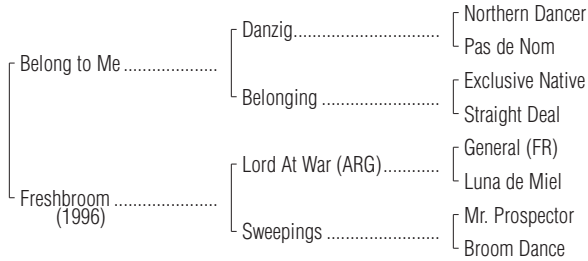 Northern Dancer
Danzig
Pas de Nom
Belong to Me
Exclusive Native
Belonging
Straight Deal
General (FR)
Lord At War (ARG)
Luna de Miel
Freshbroom
(1996)
Mr. Prospector
Sweepings
Broom Dance